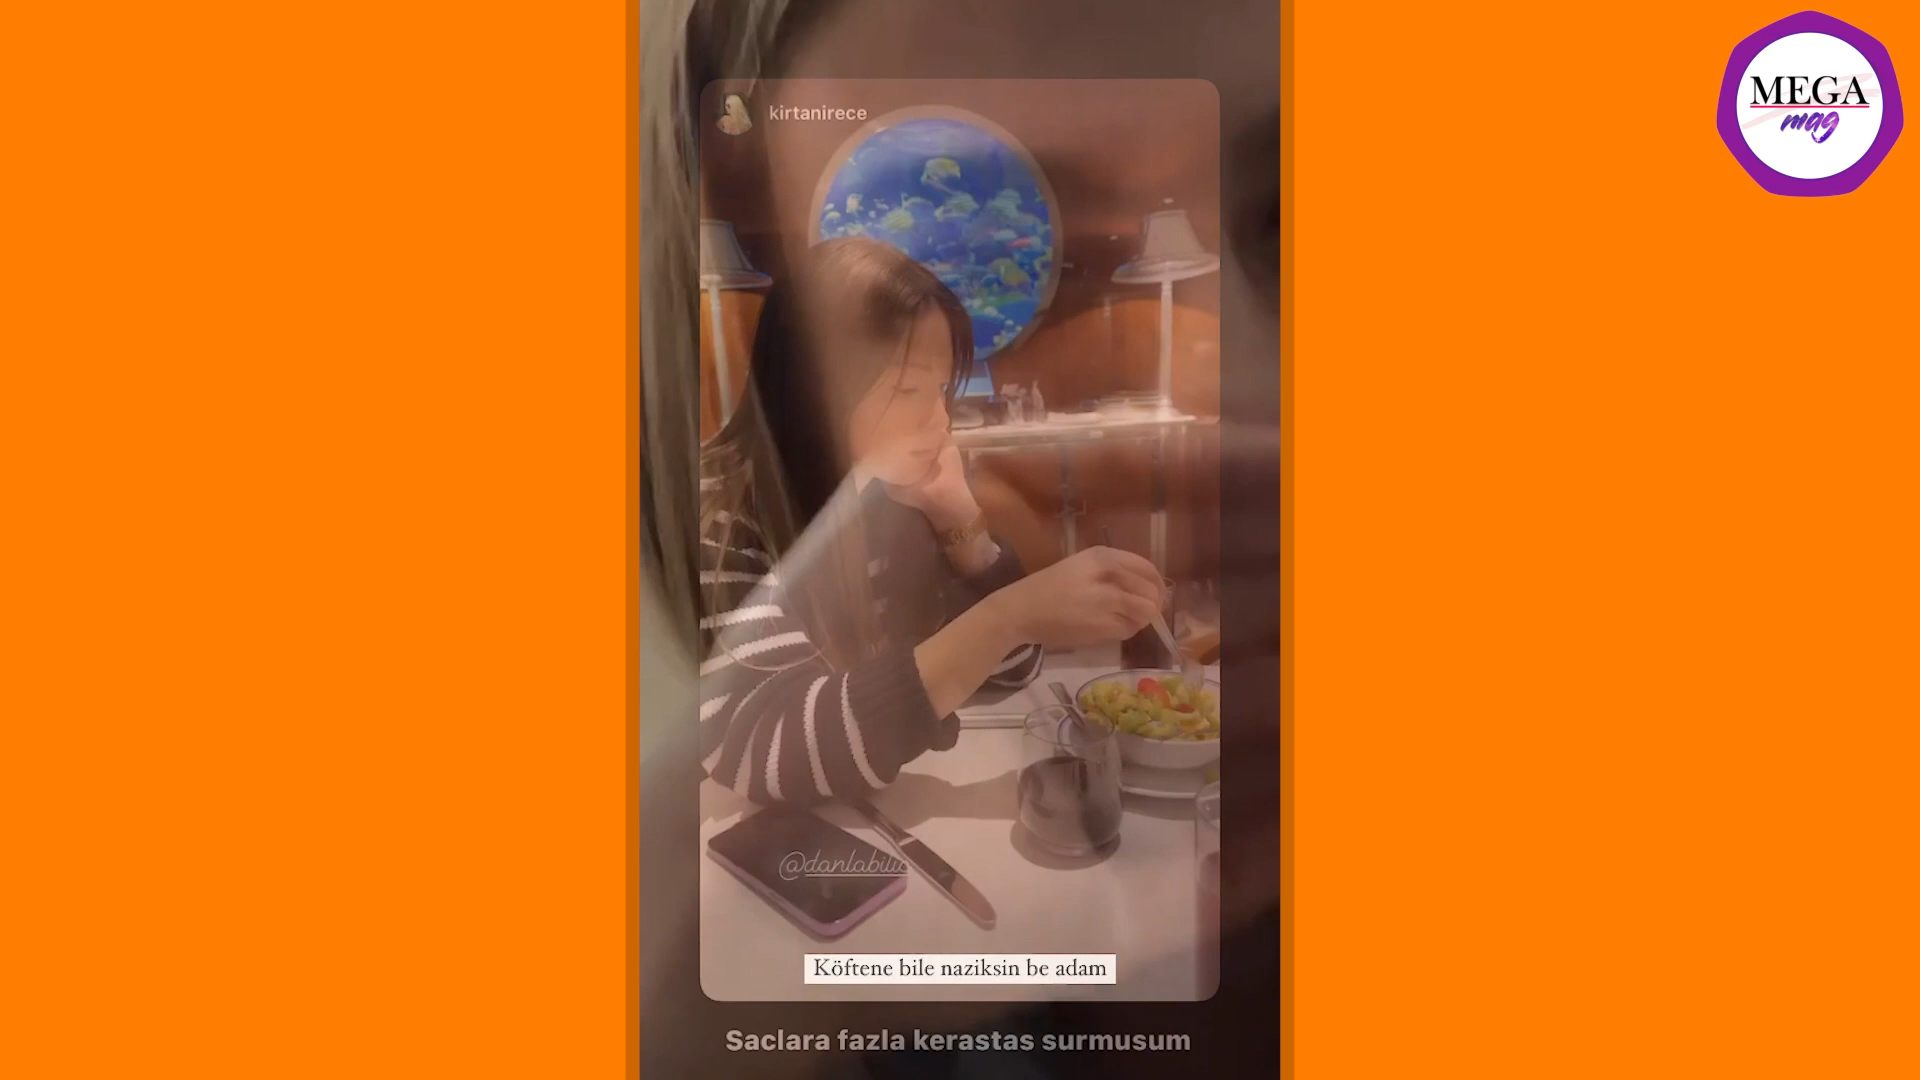 MEGA
mag
kirtanirece
@danlabilic
Köftene bile naziksin be adam
Saclara fazla kerastas surmusum